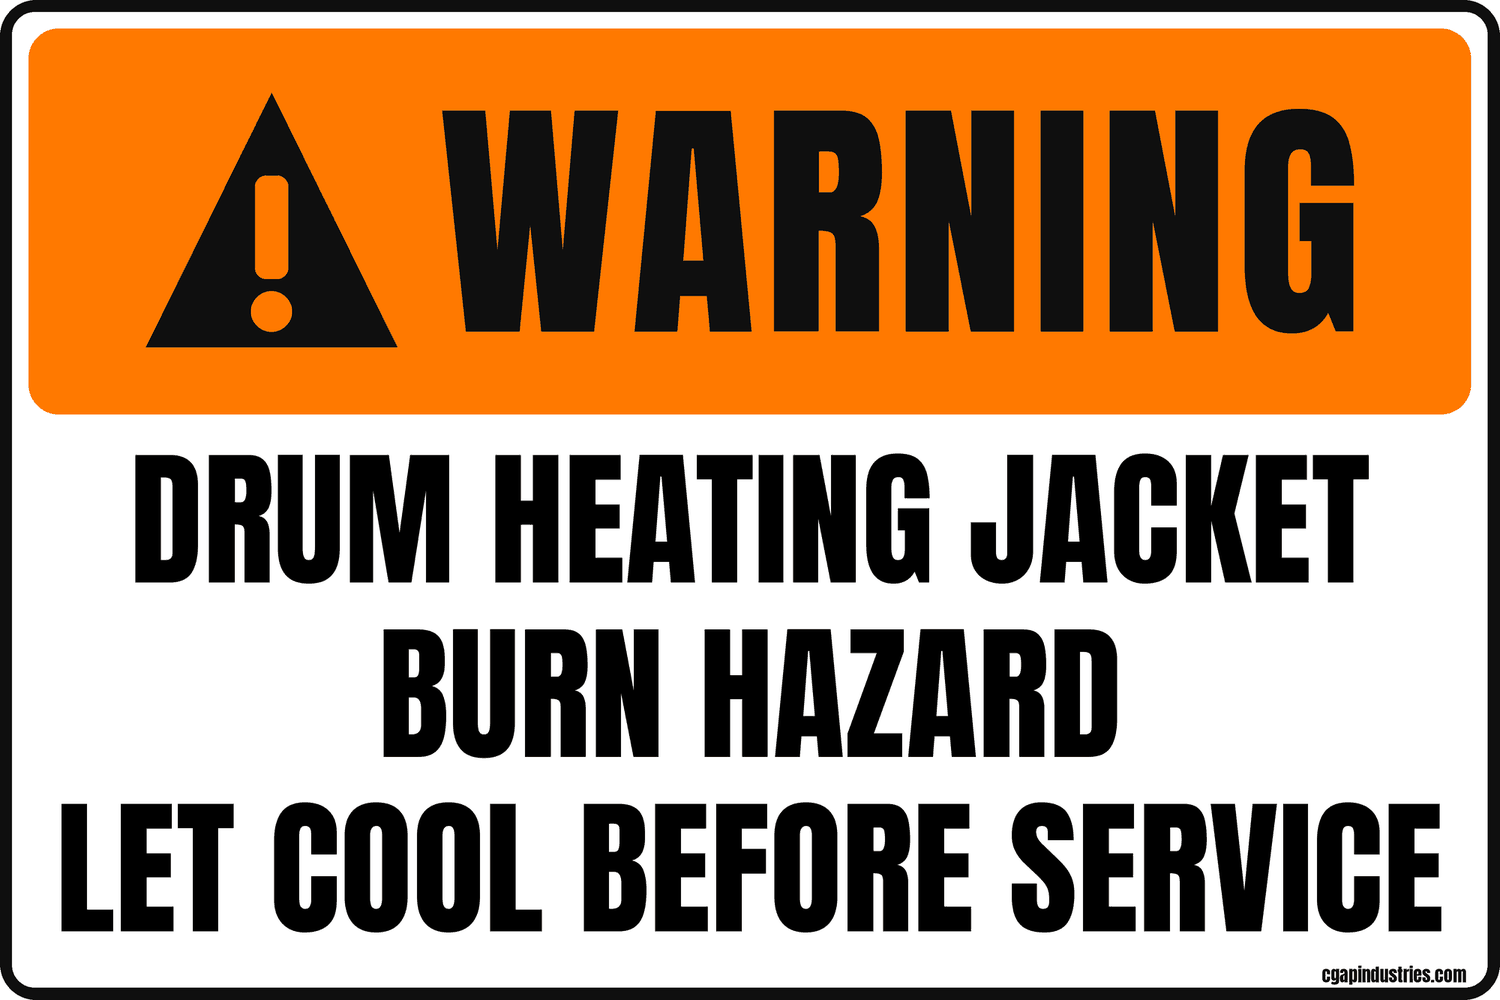 WARNING
DRUM HEATING JACKET
BURN HAZARD
LET COOL BEFORE SERVICE
cgapindustries.com